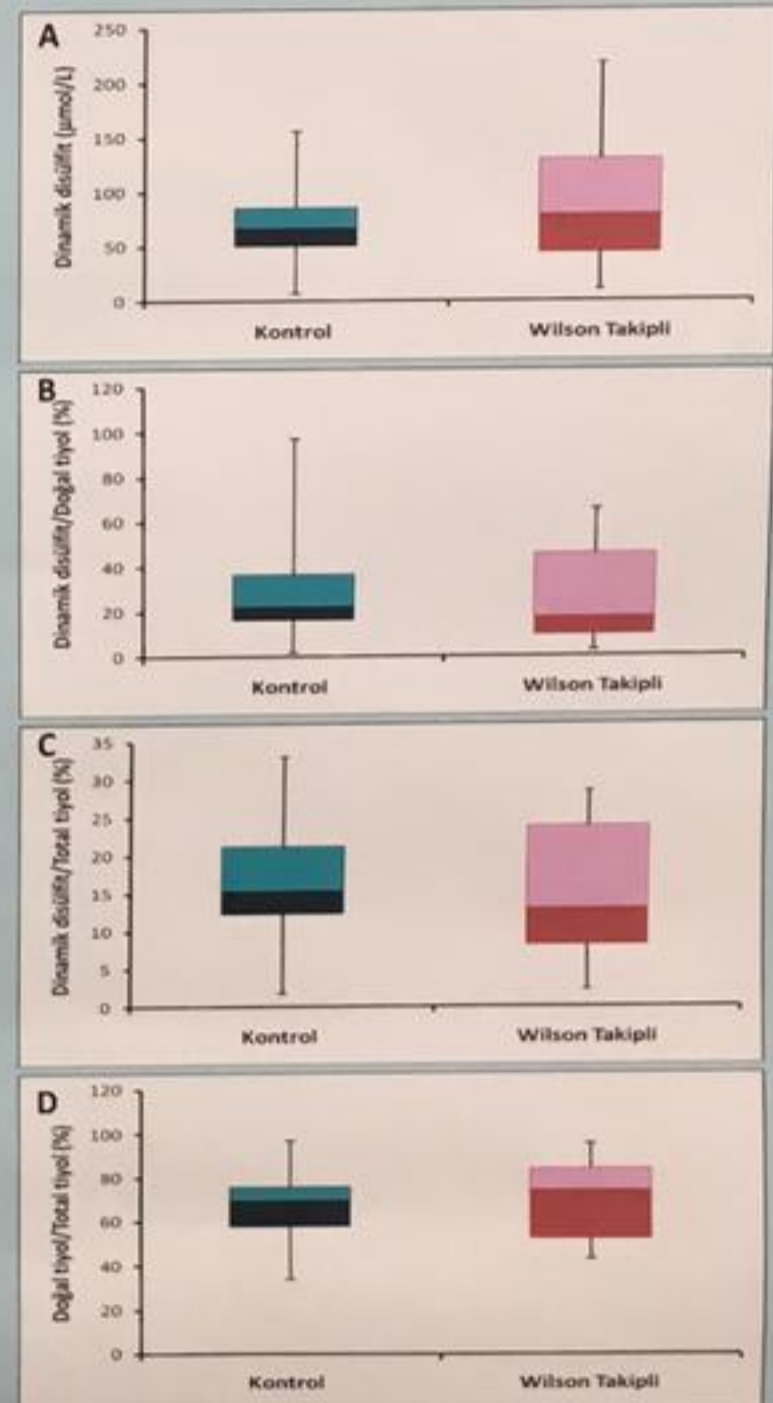 A
Dinamik disülfit (µmol/L)
250
200
150
100
50
0
Kontrol
Wilson Takipli
B
Dinamik disülfit/Doğal tiyol (%)
120
100
80
60
40
20
0
Kontrol
Wilson Takipli
C
Dinamik disülfit/Total tiyol (%)
35
30
25
20
15
10
5
0
Kontrol
Wilson Takipli
D
Doğal tiyol/Total tiyol (%)
120
100
80
60
40
20
0
Kontrol
Wilson Takipli